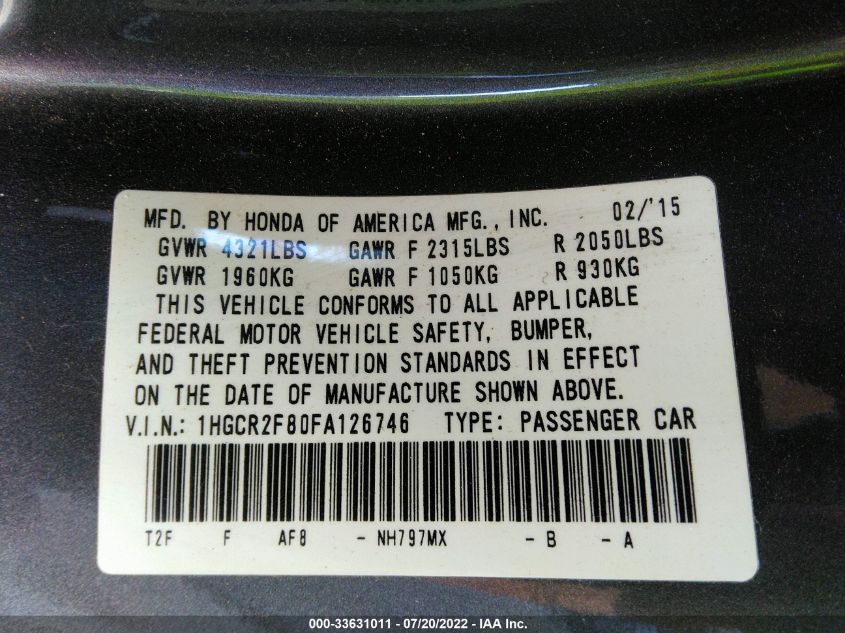 MFD. BY HONDA OF AMERICA MFG., INC. 02/'15
GVWR 4321LBS GAWR F 2315LBS R 2050LBS
GVWR 1960KG GAWR F 1050KG R 930KG
THIS VEHICLE CONFORMS TO ALL APPLICABLE
FEDERAL MOTOR VEHICLE SAFETY, BUMPER,
AND THEFT PREVENTION STANDARDS IN EFFECT
ON THE DATE OF MANUFACTURE SHOWN ABOVE.
V.I.N.: 1HGCR2F80FA126746 TYPE: PASSENGER CAR
T2F F AF8 - NH797MX - B - A
000-33631011 - 07/20/2022 - IAA Inc.